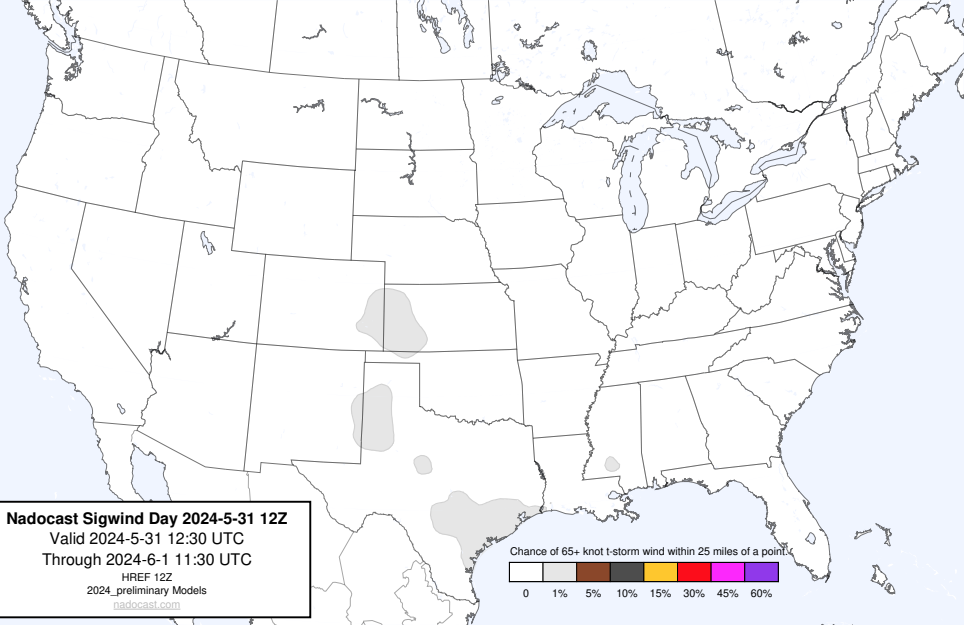 Nadocast Sigwind Day 2024-5-31 12Z
Valid 2024-5-31 12:30 UTC
Through 2024-6-1 11:30 UTC
HREF 12Z
2024_preliminary Models
nadocast.com
Chance of 65+ knot t-storm wind within 25 miles of a point.
0 1% 5% 10% 15% 30% 45% 60%